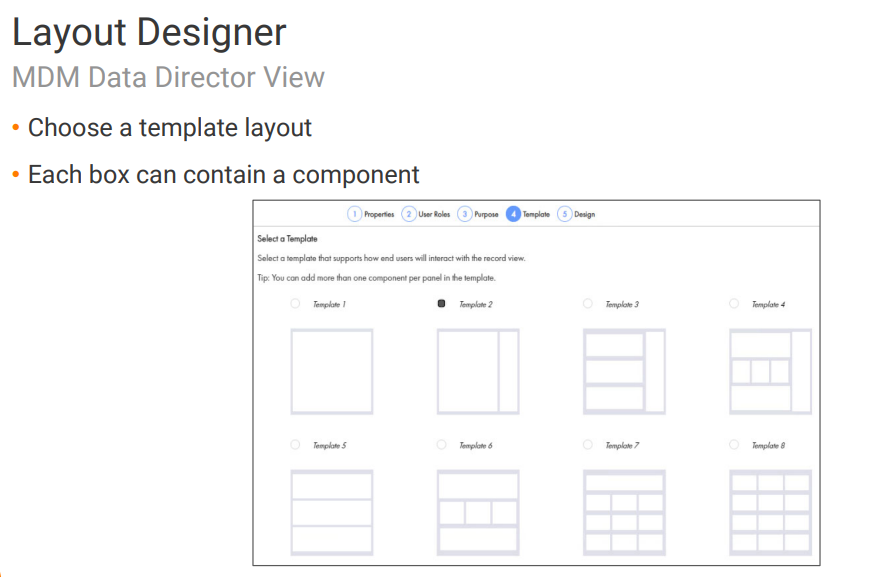 Layout Designer
MDM Data Director View
• Choose a template layout
• Each box can contain a component
1 Properties 2 User Roles 3 Purpose 4 Template 5 Design
Select a Template
Select a template that supports how end users will interact with the record view.
Tip: You can add more than one component per panel in the template.
Template 1 Template 2 Template 3 Template 4
Template 5 Template 6 Template 7 Template 8